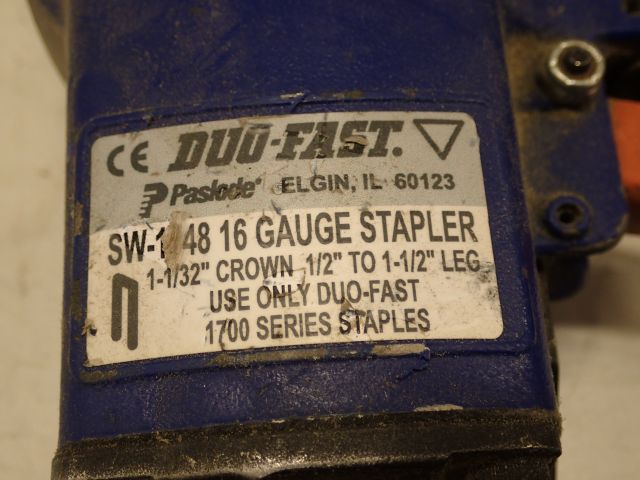 CE DUO-FAST.
Paslode® ELGIN, IL 60123
48 16 GAUGE STAPLER
1-1/32" CROWN 1/2" TO 1-1/2" LEG
USE ONLY DUO-FAST
1700 SERIES STAPLES